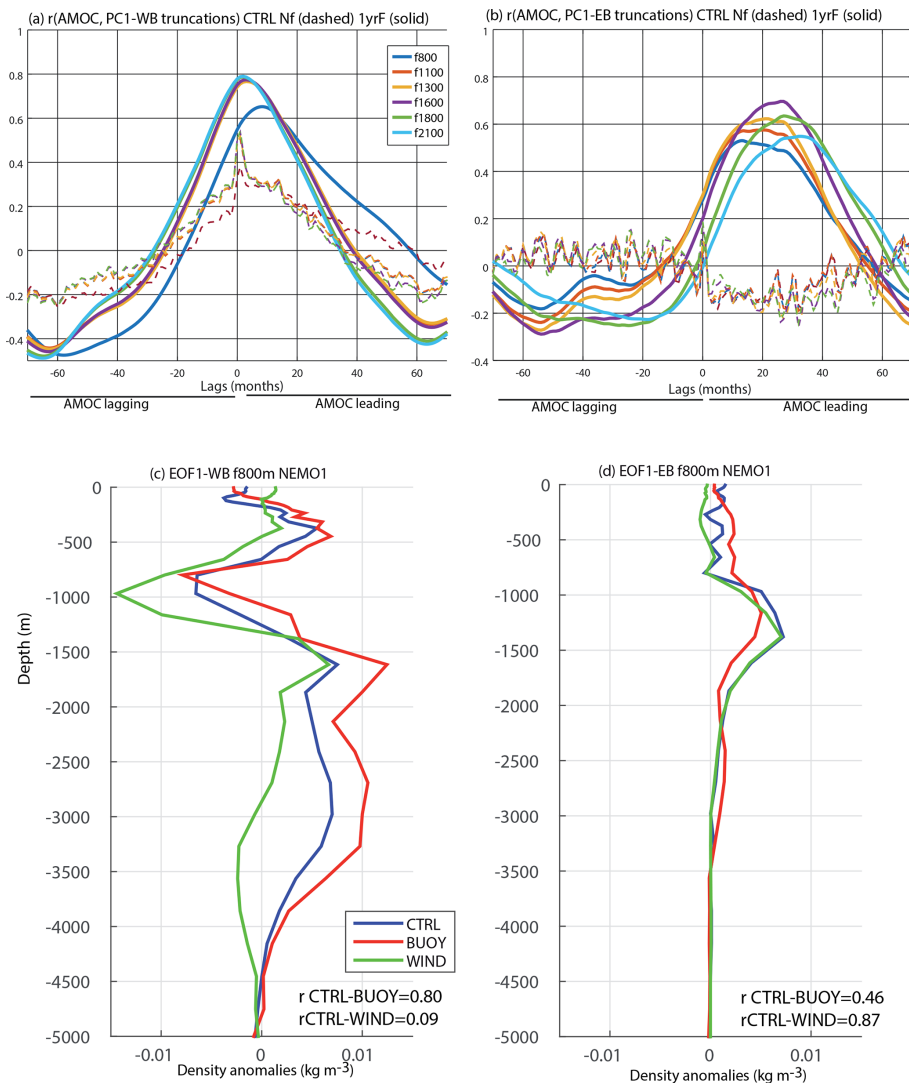 (a) r(AMOC, PC1-WB truncations) CTRL Nf (dashed) 1yrF (solid)
1
0.8
0.6
0.4
0.2
0
-0.2
-0.4
f800
f1100
f1300
f1600
f1800
f2100
-60 -40 -20 0 20 40 60
Lags (months)
AMOC lagging AMOC leading
(b) r(AMOC, PC1-EB truncations) CTRL Nf (dashed) 1yrF (solid)
1
0.8
0.6
0.4
0.2
0
-0.2
-0.4
-60 -40 -20 0 20 40 60
Lags (months)
AMOC lagging AMOC leading
(c) EOF1-WB f800m NEMO1
Depth (m)
0
-500
-1000
-1500
-2000
-2500
-3000
-3500
-4000
-4500
-5000
CTRL
BUOY
WIND
r CTRL-BUOY=0.80
rCTRL-WIND=0.09
-0.01 0 0.01
Density anomalies (kg m-3)
(d) EOF1-EB f800m NEMO1
0
-500
-1000
-1500
-2000
-2500
-3000
-3500
-4000
-4500
-5000
r CTRL-BUOY=0.46
rCTRL-WIND=0.87
-0.01 0 0.01
Density anomalies (kg m-3)